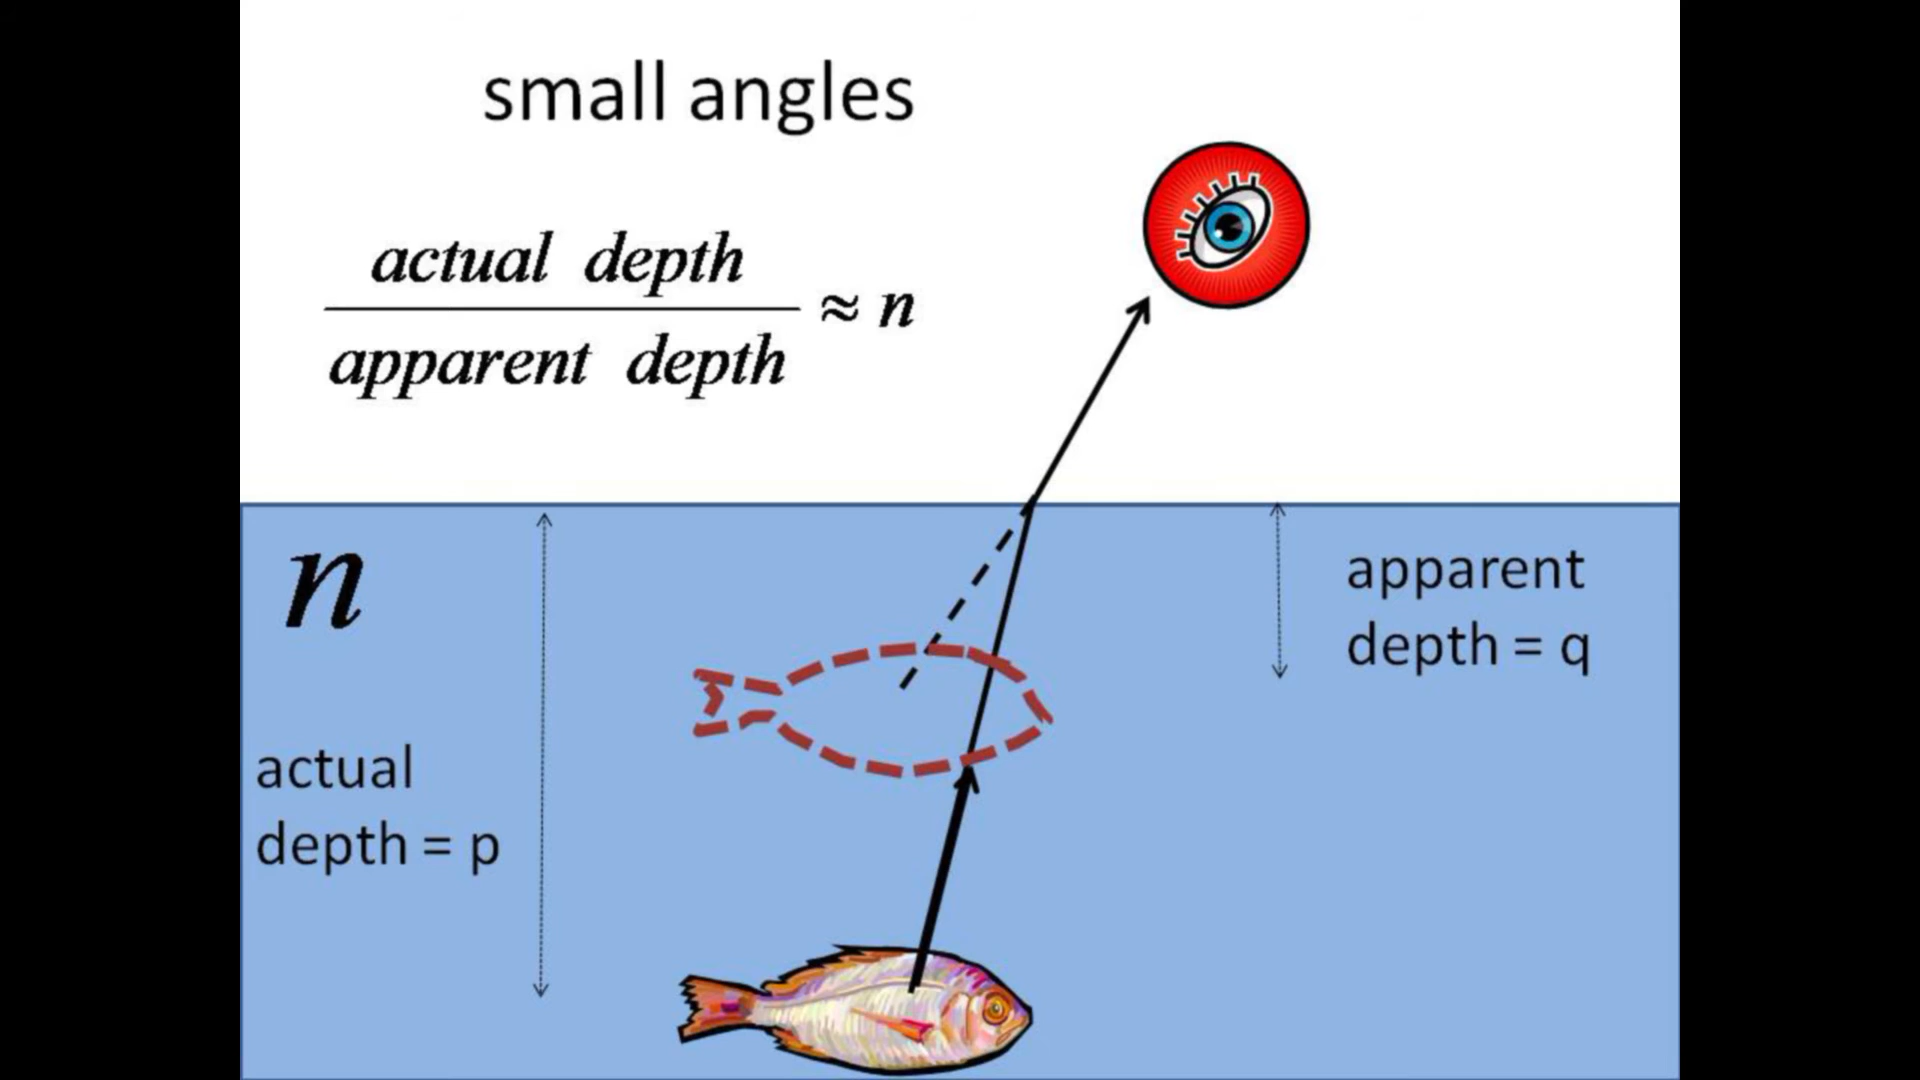 small angles
actual depth
≈ n
apparent depth
n
apparent
depth = q
actual
depth = p